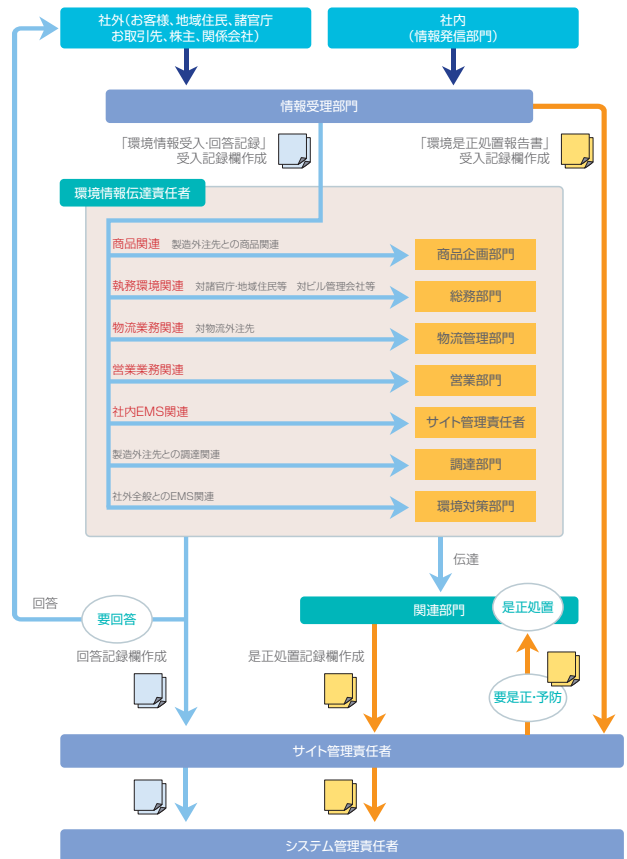 社外(お客様、地域住民、諸官庁
お取引先、株主、関係会社)
社内
(情報発信部門)
情報受理部門
「環境情報受入・回答記録」
受入記録欄作成
「環境是正処置報告書」
受入記録欄作成
環境情報伝達責任者
商品関連 製造外注先との商品関連
商品企画部門
執務環境関連 対諸官庁・地域住民等 対ビル管理会社等
総務部門
物流業務関連 対物流外注先
物流管理部門
営業業務関連
営業部門
社内EMS関連
サイト管理責任者
製造外注先との調達関連
調達部門
社外全般とのEMS関連
環境対策部門
伝達
回答
要回答
関連部門
是正処置
回答記録欄作成
是正処置記録欄作成
要是正・予防
サイト管理責任者
システム管理責任者